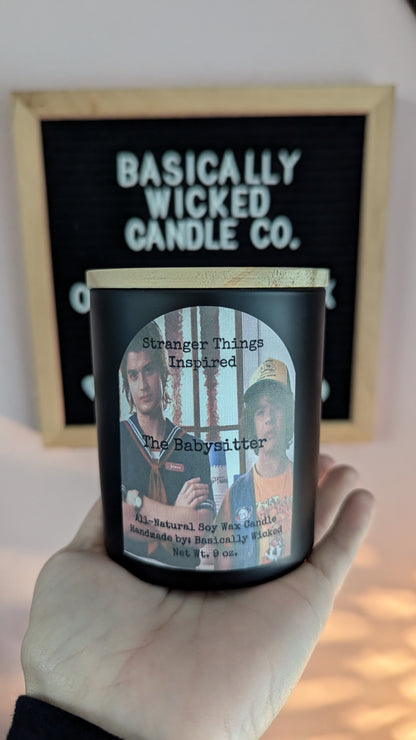 BASICALLY
WICKED
CANDLE CO.
Stranger Things
Inspired
The Babysitter
All-Natural Soy Wax Candle
Handmade by: Basically Wicked
Net Wt. 9 oz.